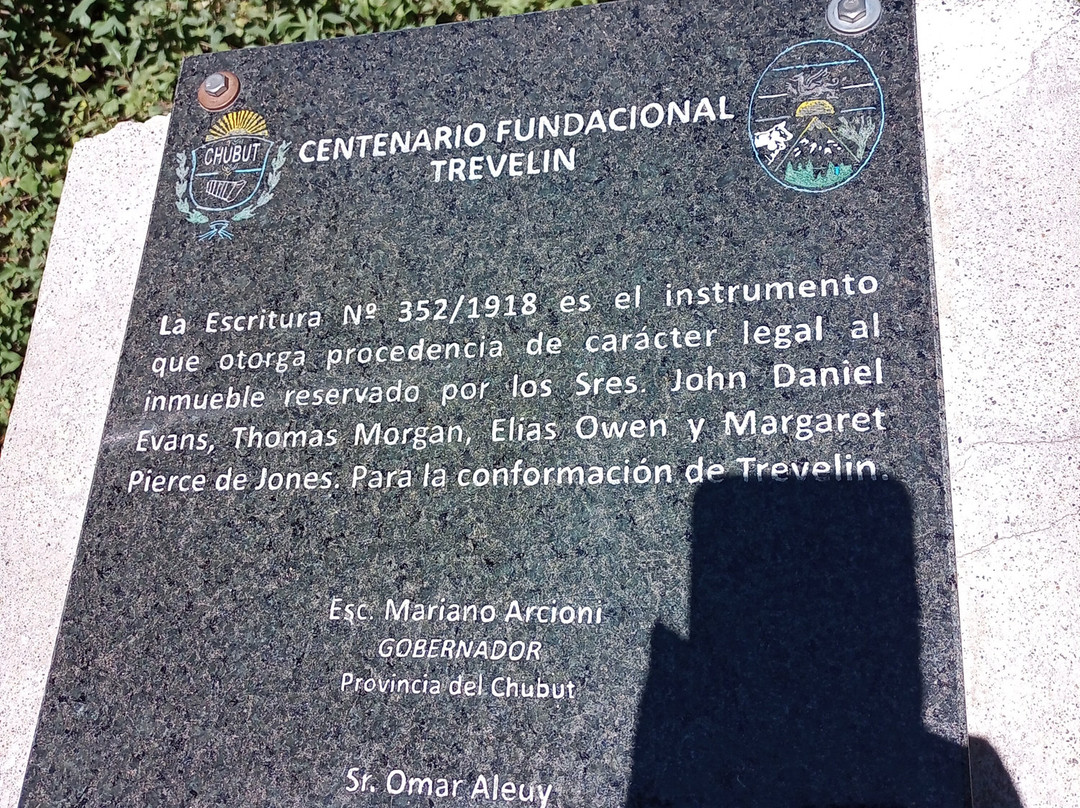 CHUBUT
CENTENARIO FUNDACIONAL
TREVELIN
La Escritura Nº 352/1918 es el instrumento
que otorga procedencia de carácter legal al
inmueble reservado por los Sres. John Daniel
Evans, Thomas Morgan, Elias Owen y Margaret
Pierce de Jones. Para la conformación de Trevelin.
Esc. Mariano Arcioni
GOBERNADOR
Provincia del Chubut
Sr. Omar Aleuy